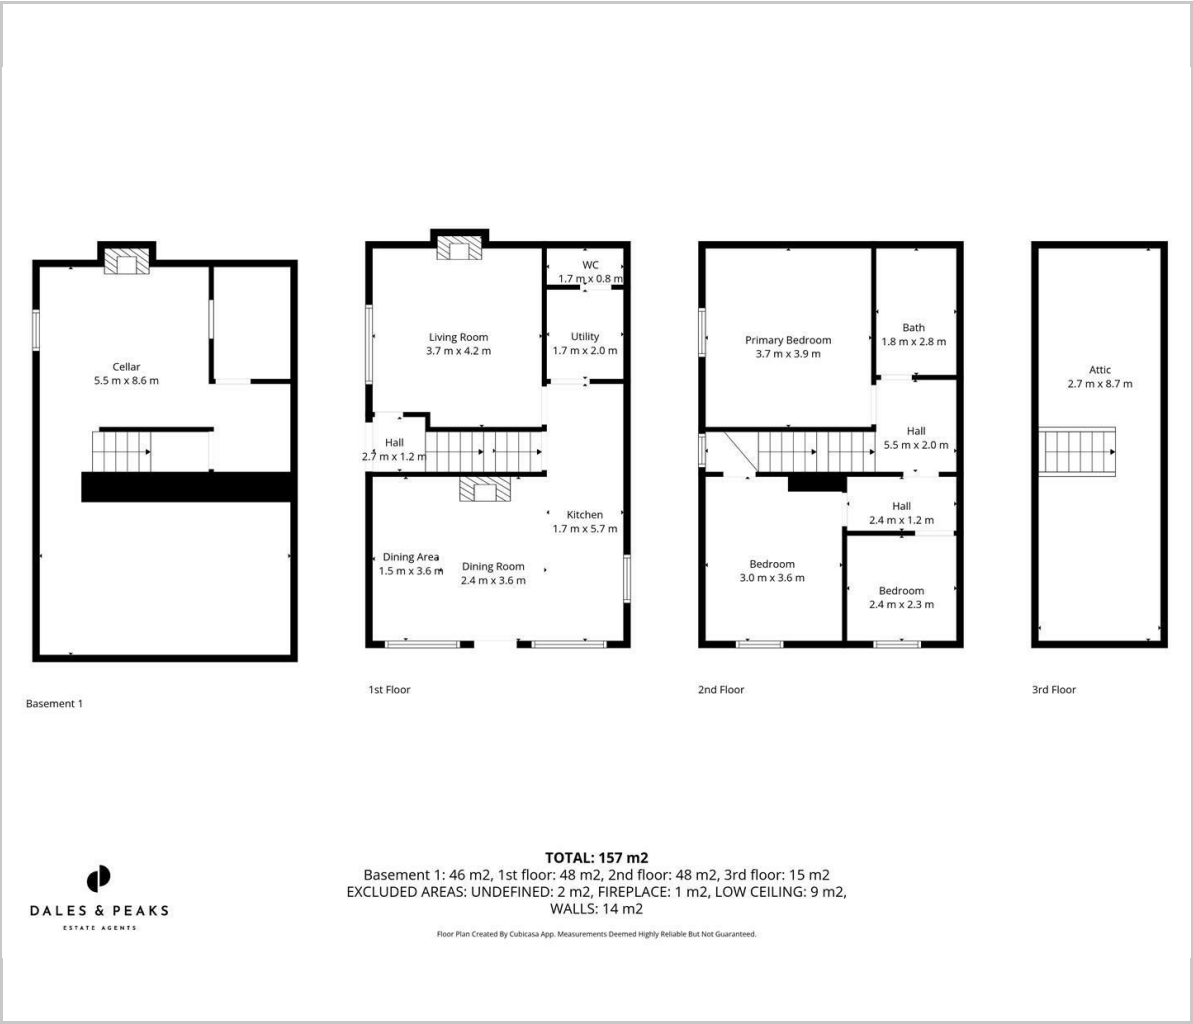 Cellar
5.5 m x 8.6 m
Basement 1
WC
1.7 m x 0.8 m
Living Room
3.7 m x 4.2 m
Utility
1.7 m x 2.0 m
Hall
2.7 m x 1.2 m
Kitchen
1.7 m x 5.7 m
Dining Area
1.5 m x 3.6 m
Dining Room
2.4 m x 3.6 m
1st Floor
Primary Bedroom
3.7 m x 3.9 m
Bath
1.8 m x 2.8 m
Hall
5.5 m x 2.0 m
Hall
2.4 m x 1.2 m
Bedroom
3.0 m x 3.6 m
Bedroom
2.4 m x 2.3 m
2nd Floor
Attic
2.7 m x 8.7 m
3rd Floor
TOTAL: 157 m2
Basement 1: 46 m2, 1st floor: 48 m2, 2nd floor: 48 m2, 3rd floor: 15 m2
EXCLUDED AREAS: UNDEFINED: 2 m2, FIREPLACE: 1 m2, LOW CEILING: 9 m2,
WALLS: 14 m2
Floor Plan Created By Cubicasa App. Measurements Deemed Highly Reliable But Not Guaranteed.
DALES & PEAKS
ESTATE AGENTS